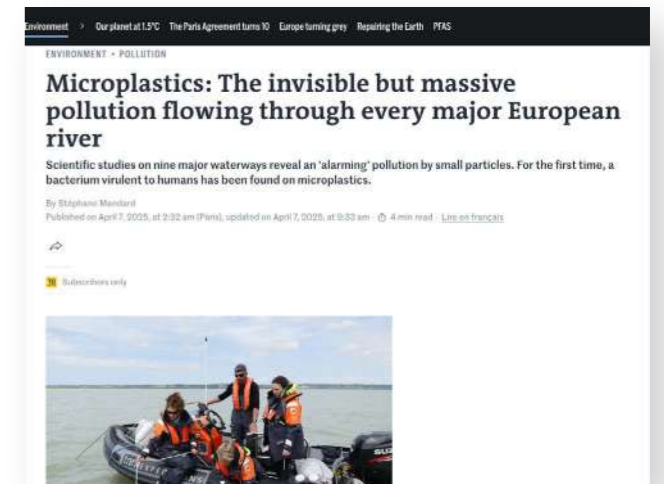 Environment > Our planet at 1.5°C The Paris Agreement turns 10 Europe turning grey Repairing the Earth PFAS
ENVIRONMENT • POLLUTION
Microplastics: The invisible but massive
pollution flowing through every major European
river
Scientific studies on nine major waterways reveal an 'alarming' pollution by small particles. For the first time, a
bacterium virulent to humans has been found on microplastics.
By Stéphane Mandard
Published on April 7, 2025, at 2:32 am (Paris), updated on April 7, 2025, at 9:33 am · 4 min read · Lire en français
Subscribers only